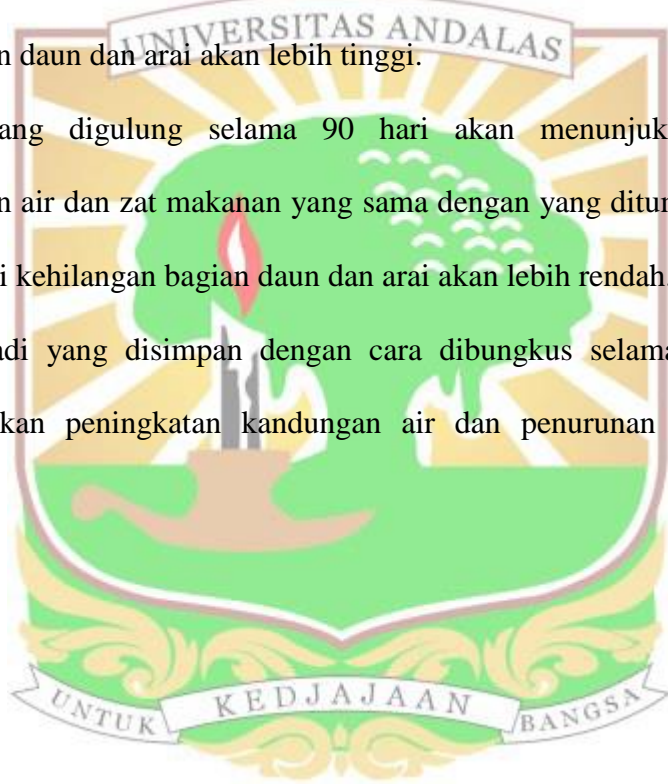 UNIVERSITAS ANDALAS
n daun dan arai akan lebih tinggi.
ang digulung selama 90 hari akan menunjuk
n air dan zat makanan yang sama dengan yang ditu
i kehilangan bagian daun dan arai akan lebih rendah.
adi yang disimpan dengan cara dibungkus selama
kan peningkatan kandungan air dan penurunan
UNTUK KEDJAJAAN BANGSA